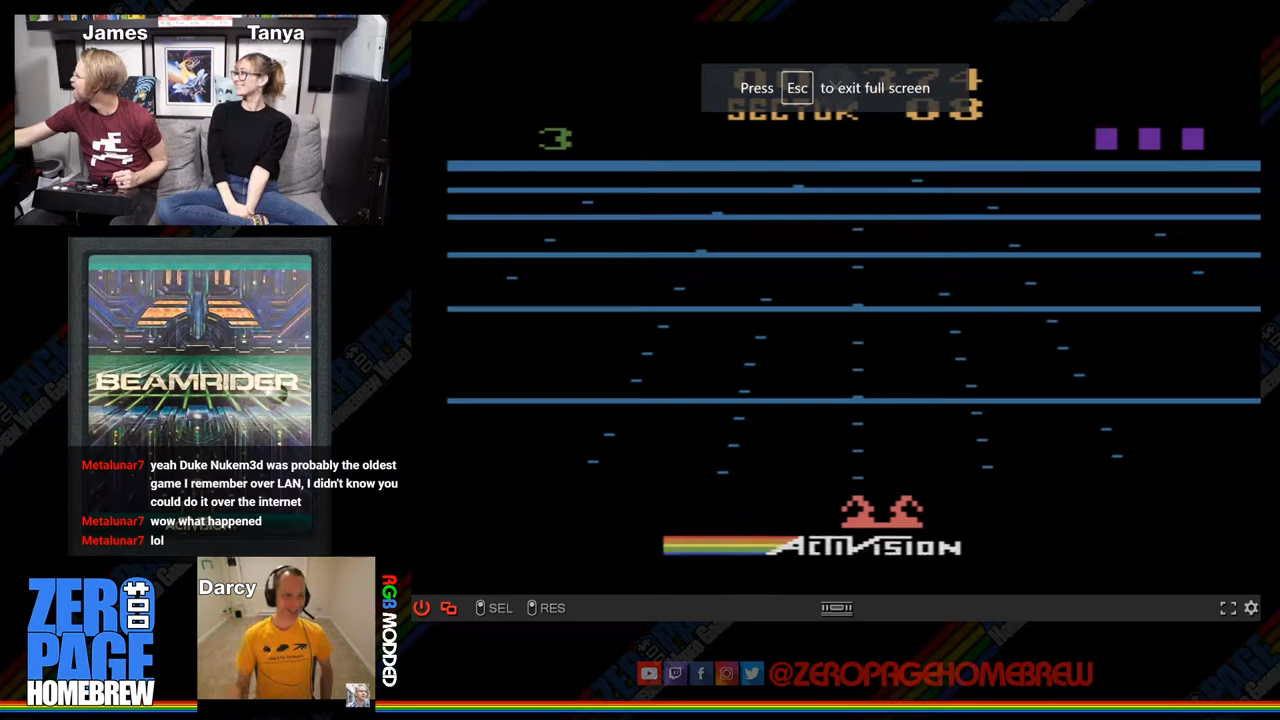 James
Tanya
Press Esc to exit full screen
SECTOR 03
3
BEAMRIDER
Metalunar7 yeah Duke Nukem3d was probably the oldest
game I remember over LAN, I didn't know you
could do it over the internet
Metalunar7 wow what happened
Metalunar7 lol
ACTIVISION
Darcy
RGB MODDED
ZERO
PAGE
HOMEBREW
SEL
RES
@ZEROPAGEHOMEBREW